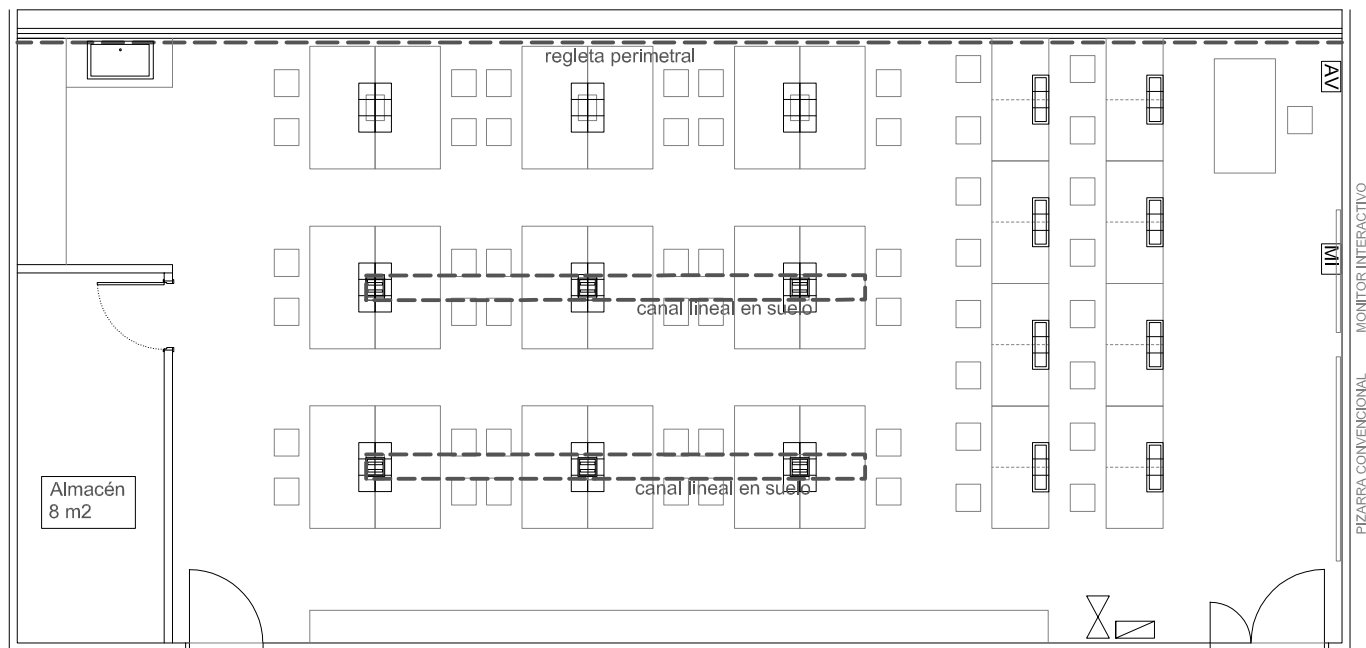 regleta perimetral
AV
MI
MONITOR INTERACTIVO
canal lineal en suelo
PIZARRA CONVENCIONAL
canal lineal en suelo
Almacén
8 m2